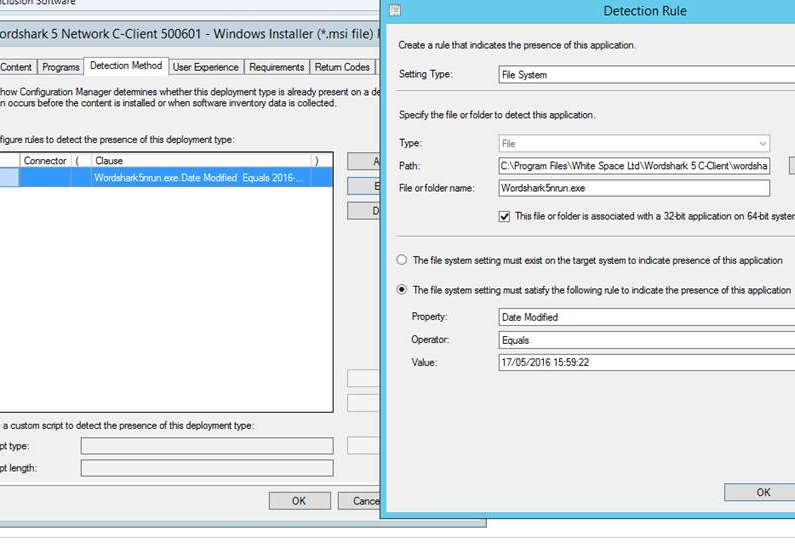 nclusion Software
ordshark 5 Network C-Client 500601 - Windows Installer (*.msi file)
Content Programs Detection Method User Experience Requirements Return Codes
how Configuration Manager determines whether this deployment type is already present on a de
n occurs before the content is installed or when software inventory data is collected.
figure rules to detect the presence of this deployment type:
Connector ( Clause )
Wordshark5nrun.exe.Date Modified Equals 2016-...
A
E
D
a custom script to detect the presence of this deployment type:
pt type:
pt length:
OK Cance
Detection Rule
Create a rule that indicates the presence of this application.
Setting Type: File System
Specify the file or folder to detect this application.
Type: File
Path: C:\Program Files\White Space Ltd\Wordshark 5 C-Client\wordsha
File or folder name: Wordshark5nrun.exe
This file or folder is associated with a 32-bit application on 64-bit system
The file system setting must exist on the target system to indicate presence of this application
The file system setting must satisfy the following rule to indicate the presence of this application
Property: Date Modified
Operator: Equals
Value: 17/05/2016 15:59:22
OK